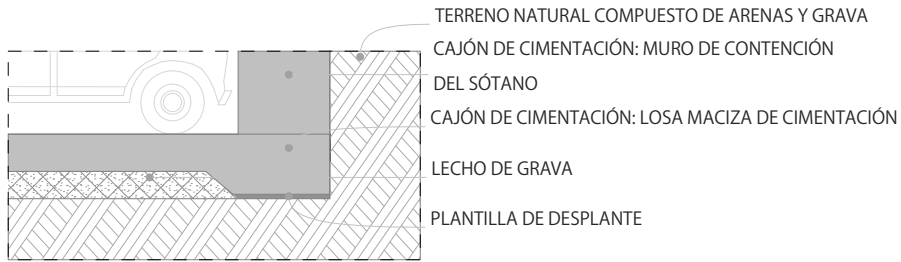 TERRENO NATURAL COMPUESTO DE ARENAS Y GRAVA
CAJÓN DE CIMENTACIÓN: MURO DE CONTENCIÓN
DEL SÓTANO
CAJÓN DE CIMENTACIÓN: LOSA MACIZA DE CIMENTACIÓN
LECHO DE GRAVA
PLANTILLA DE DESPLANTE